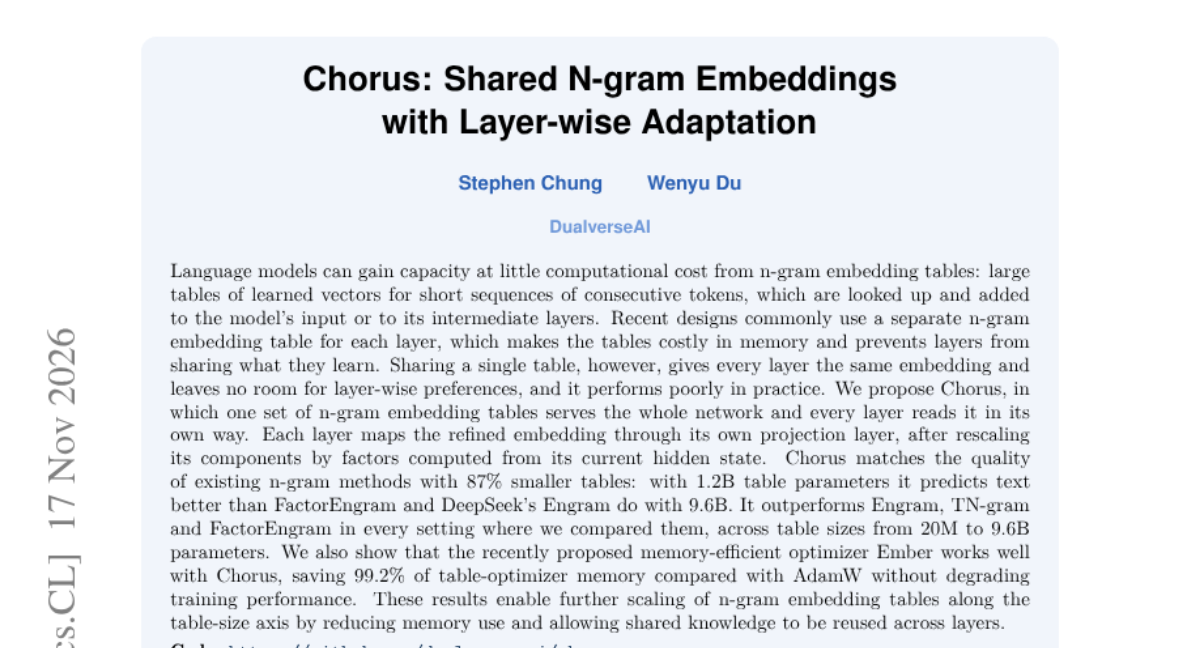 Chorus: Shared N-gram Embeddings
with Layer-wise Adaptation
Stephen Chung Wenyu Du
DualverseAI
Language models can gain capacity at little computational cost from n-gram embedding tables: large
tables of learned vectors for short sequences of consecutive tokens, which are looked up and added
to the model's input or to its intermediate layers. Recent designs commonly use a separate n-gram
embedding table for each layer, which makes the tables costly in memory and prevents layers from
sharing what they learn. Sharing a single table, however, gives every layer the same embedding and
leaves no room for layer-wise preferences, and it performs poorly in practice. We propose Chorus, in
which one set of n-gram embedding tables serves the whole network and every layer reads it in its
own way. Each layer maps the refined embedding through its own projection layer, after rescaling
its components by factors computed from its current hidden state. Chorus matches the quality
of existing n-gram methods with 87% smaller tables: with 1.2B table parameters it predicts text
better than FactorEngram and DeepSeek's Engram do with 9.6B. It outperforms Engram, TN-gram
and FactorEngram in every setting where we compared them, across table sizes from 20M to 9.6B
parameters. We also show that the recently proposed memory-efficient optimizer Ember works well
with Chorus, saving 99.2% of table-optimizer memory compared with AdamW without degrading
training performance. These results enable further scaling of n-gram embedding tables along the
table-size axis by reducing memory use and allowing shared knowledge to be reused across layers.
cs.CL] 17 Nov 2026